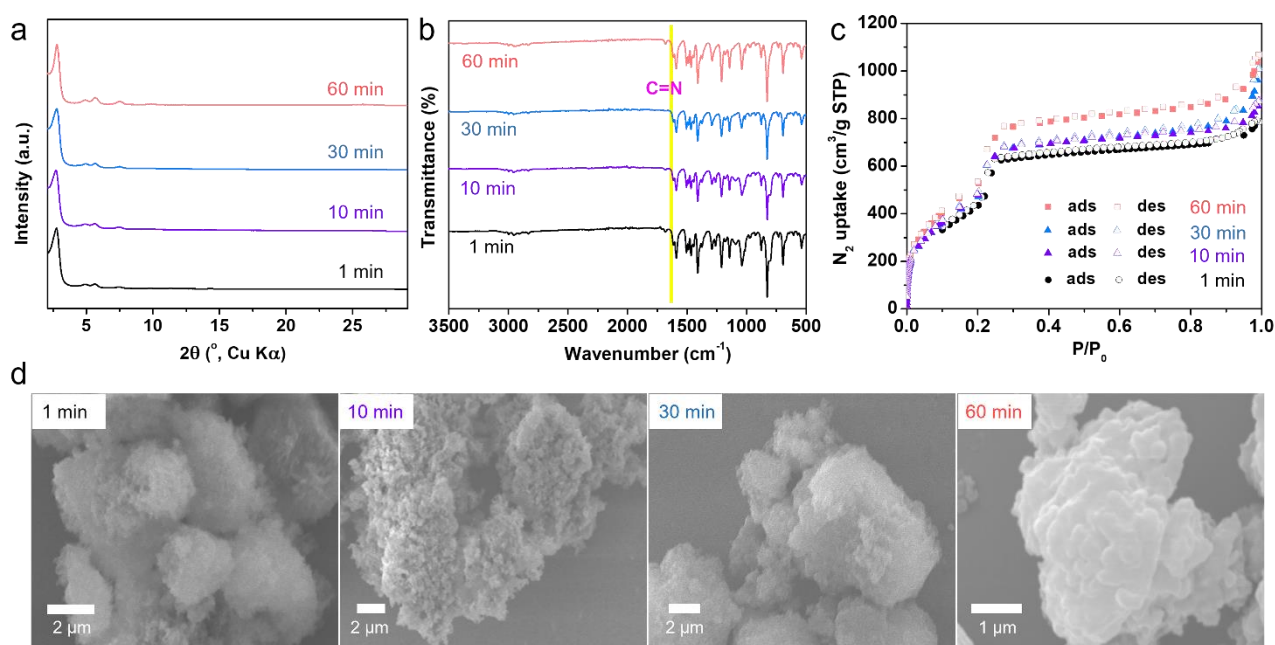 a
Intensity (a.u.)
60 min
30 min
10 min
1 min
5 10 15 20 25
2θ (°, Cu Kα)
b
Transmittance (%)
60 min
C=N
30 min
10 min
1 min
3500 3000 2500 2000 1500 1000 500
Wavenumber (cm⁻¹)
c
N₂ uptake (cm³/g STP)
1200
1000
800
600
400
200
0
ads des 60 min
ads des 30 min
ads des 10 min
ads des 1 min
0.0 0.2 0.4 0.6 0.8 1.0
P/P₀
d
1 min
2 μm
10 min
2 μm
30 min
2 μm
60 min
1 μm